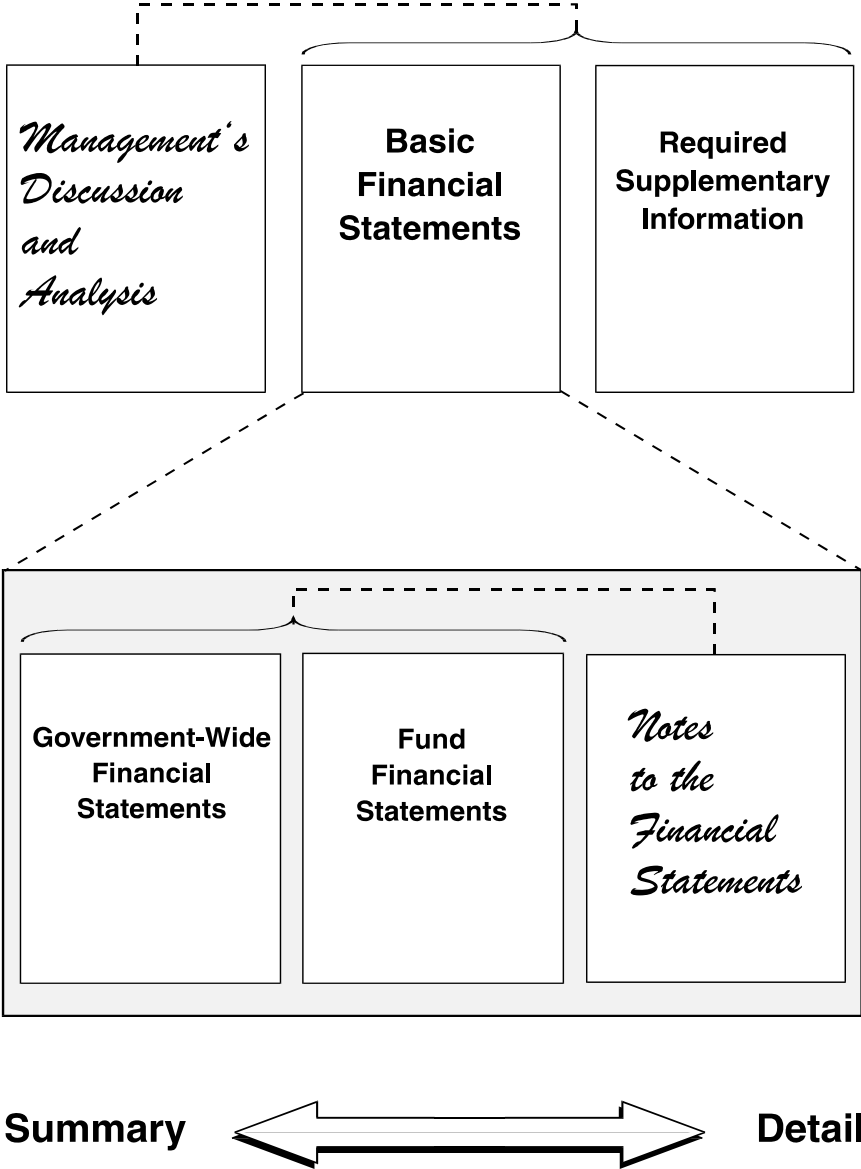 Management's
Discussion
and
Analysis
Basic
Financial
Statements
Required
Supplementary
Information
Government-Wide
Financial
Statements
Fund
Financial
Statements
Notes
to the
Financial
Statements
Summary
Detail